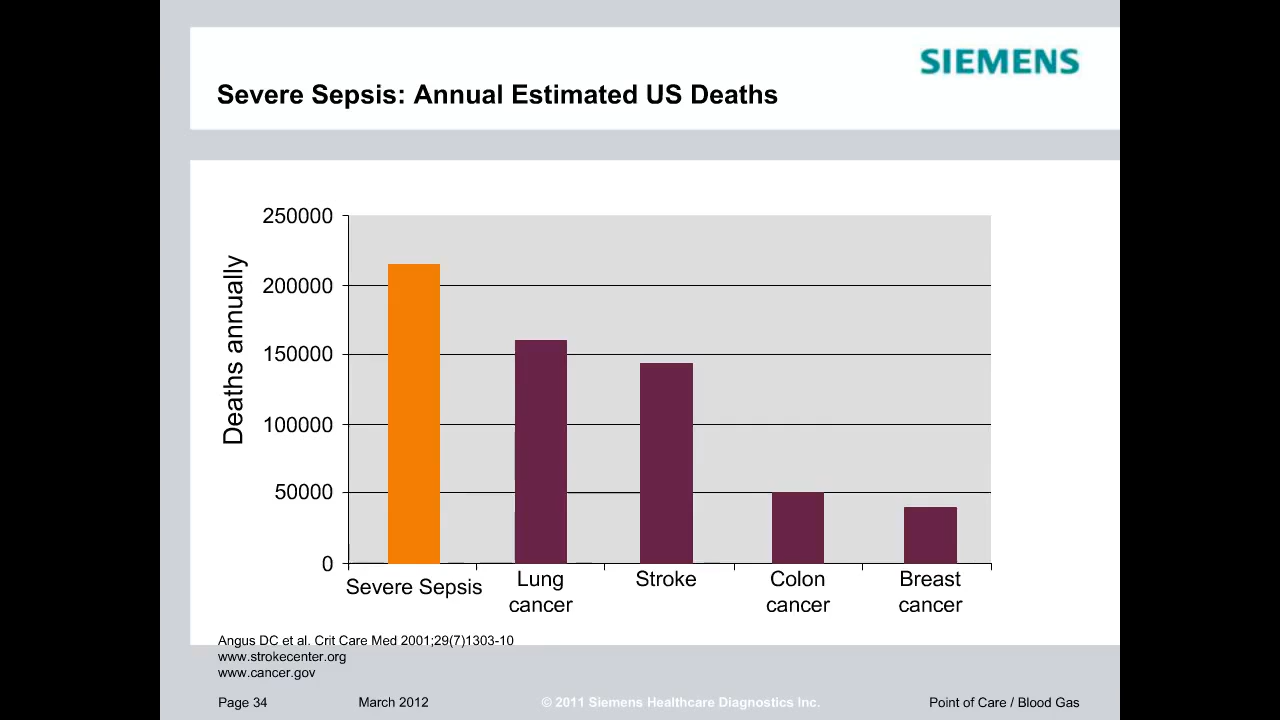 SIEMENS
Severe Sepsis: Annual Estimated US Deaths
250000
200000
150000
100000
50000
0
Deaths annually
Severe Sepsis
Lung
cancer
Stroke
Colon
cancer
Breast
cancer
Angus DC et al. Crit Care Med 2001;29(7)1303-10
www.strokecenter.org
www.cancer.gov
Page 34 March 2012 © 2011 Siemens Healthcare Diagnostics Inc. Point of Care / Blood Gas